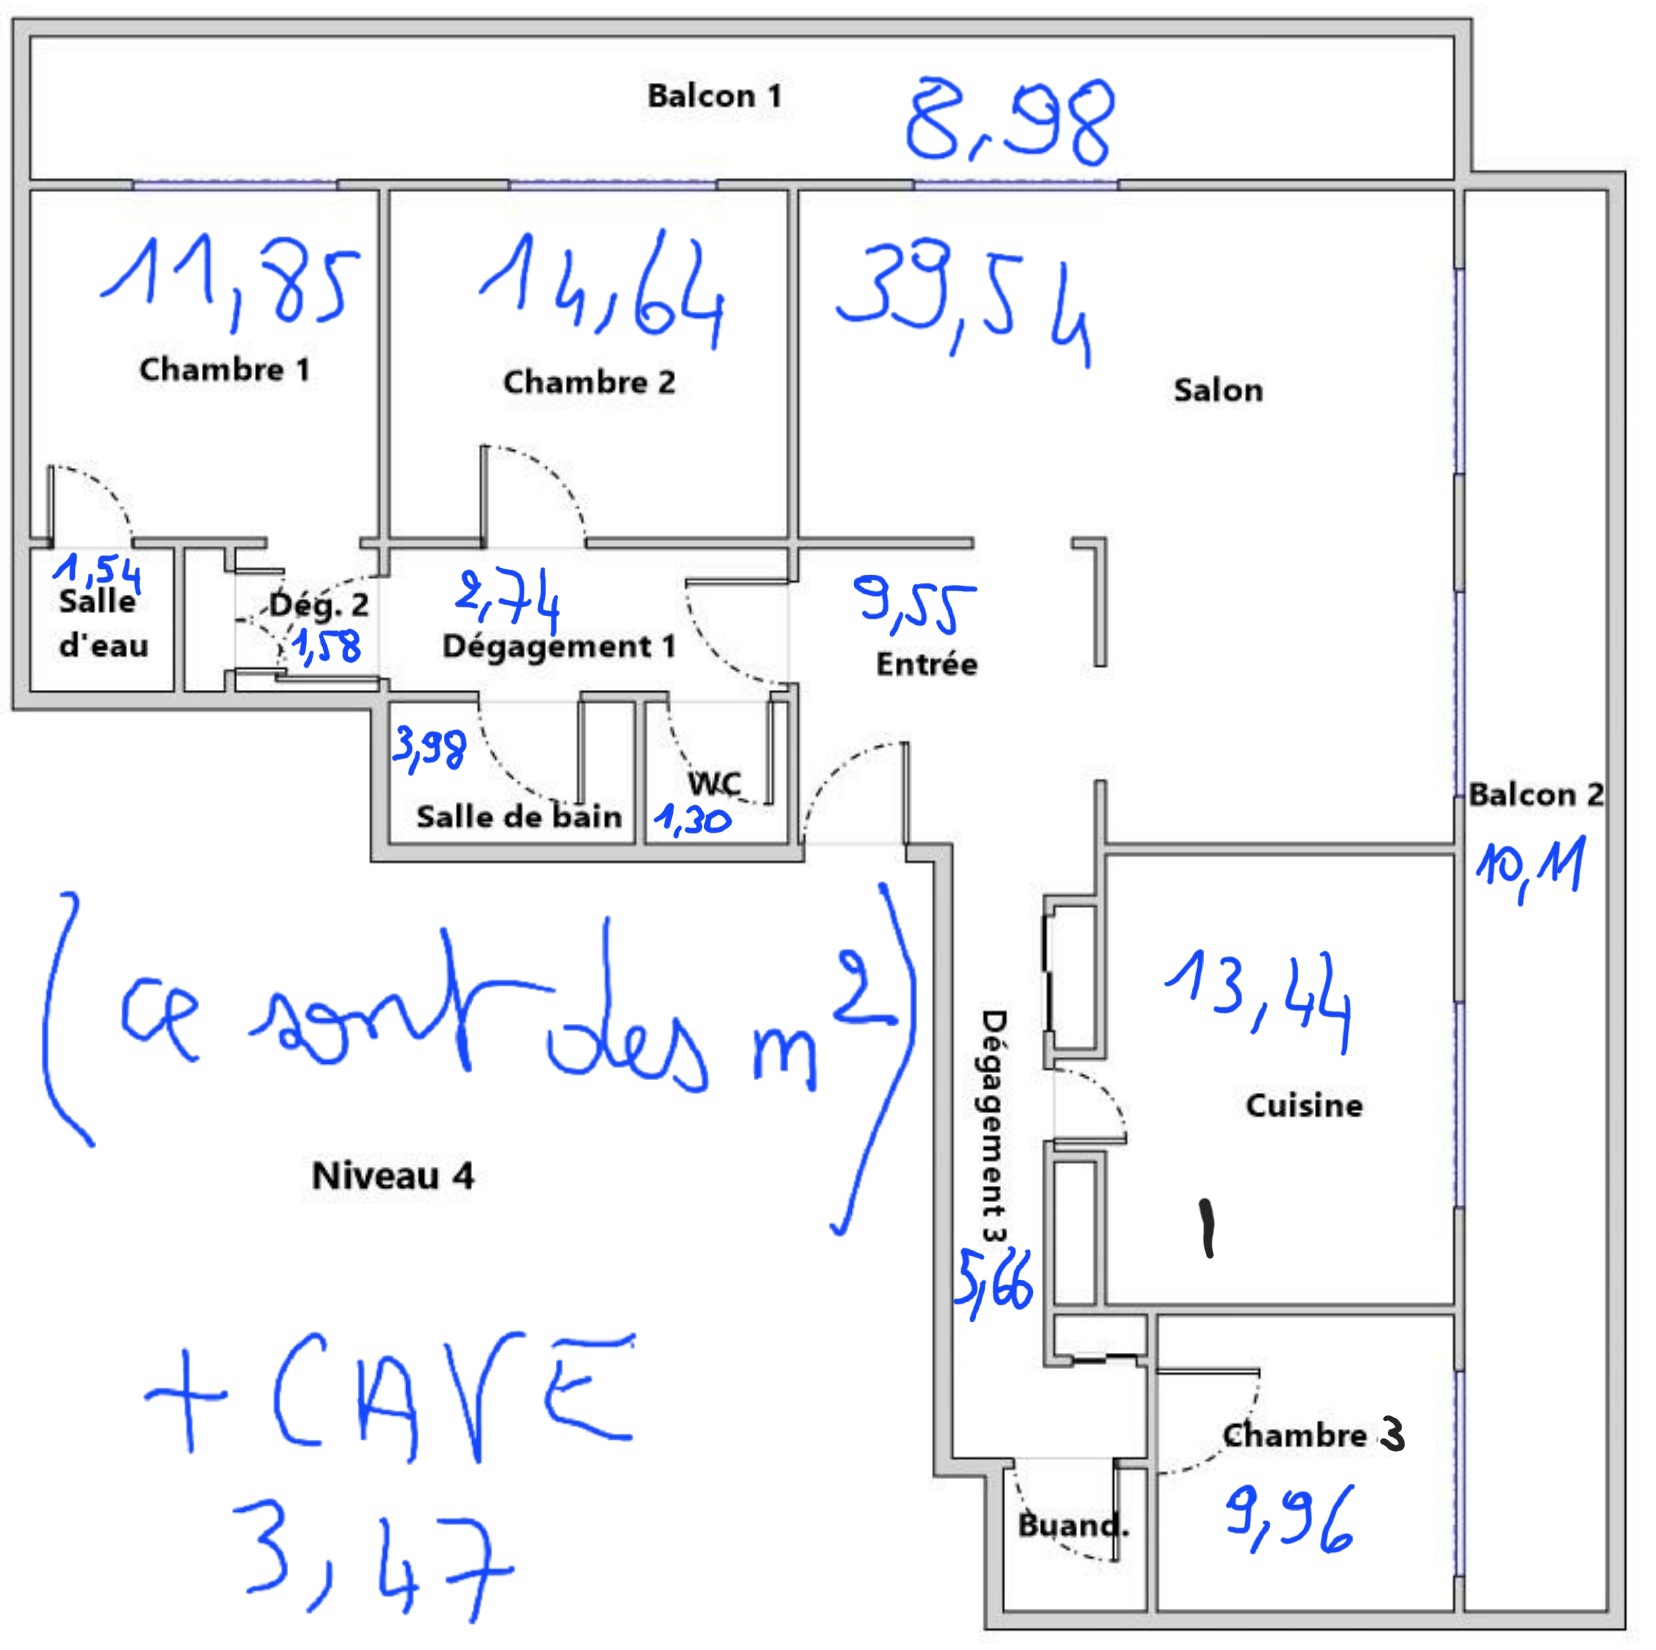 Balcon 1
8,98
11,85
Chambre 1
14,64
Chambre 2
39,54
Salon
1,54
Salle
d'eau
Dég. 2
1,58
2,74
Dégagement 1
9,55
Entrée
3,98
Salle de bain
WC
1,30
Balcon 2
10,11
(ce sont des m²)
Niveau 4
+ CAVE
3,47
Dégagement 3
5,66
13,44
Cuisine
1
Chambre 3
9,96
Buand.